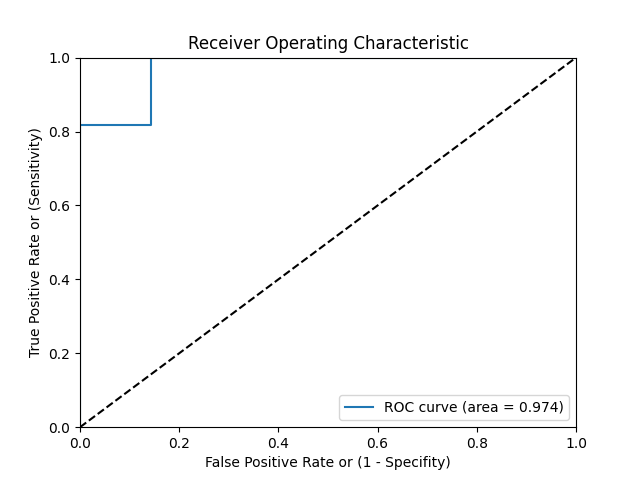 Receiver Operating Characteristic
1.0
0.8
0.6
0.4
0.2
0.0
True Positive Rate or (Sensitivity)
ROC curve (area = 0.974)
0.0 0.2 0.4 0.6 0.8 1.0
False Positive Rate or (1 - Specifity)